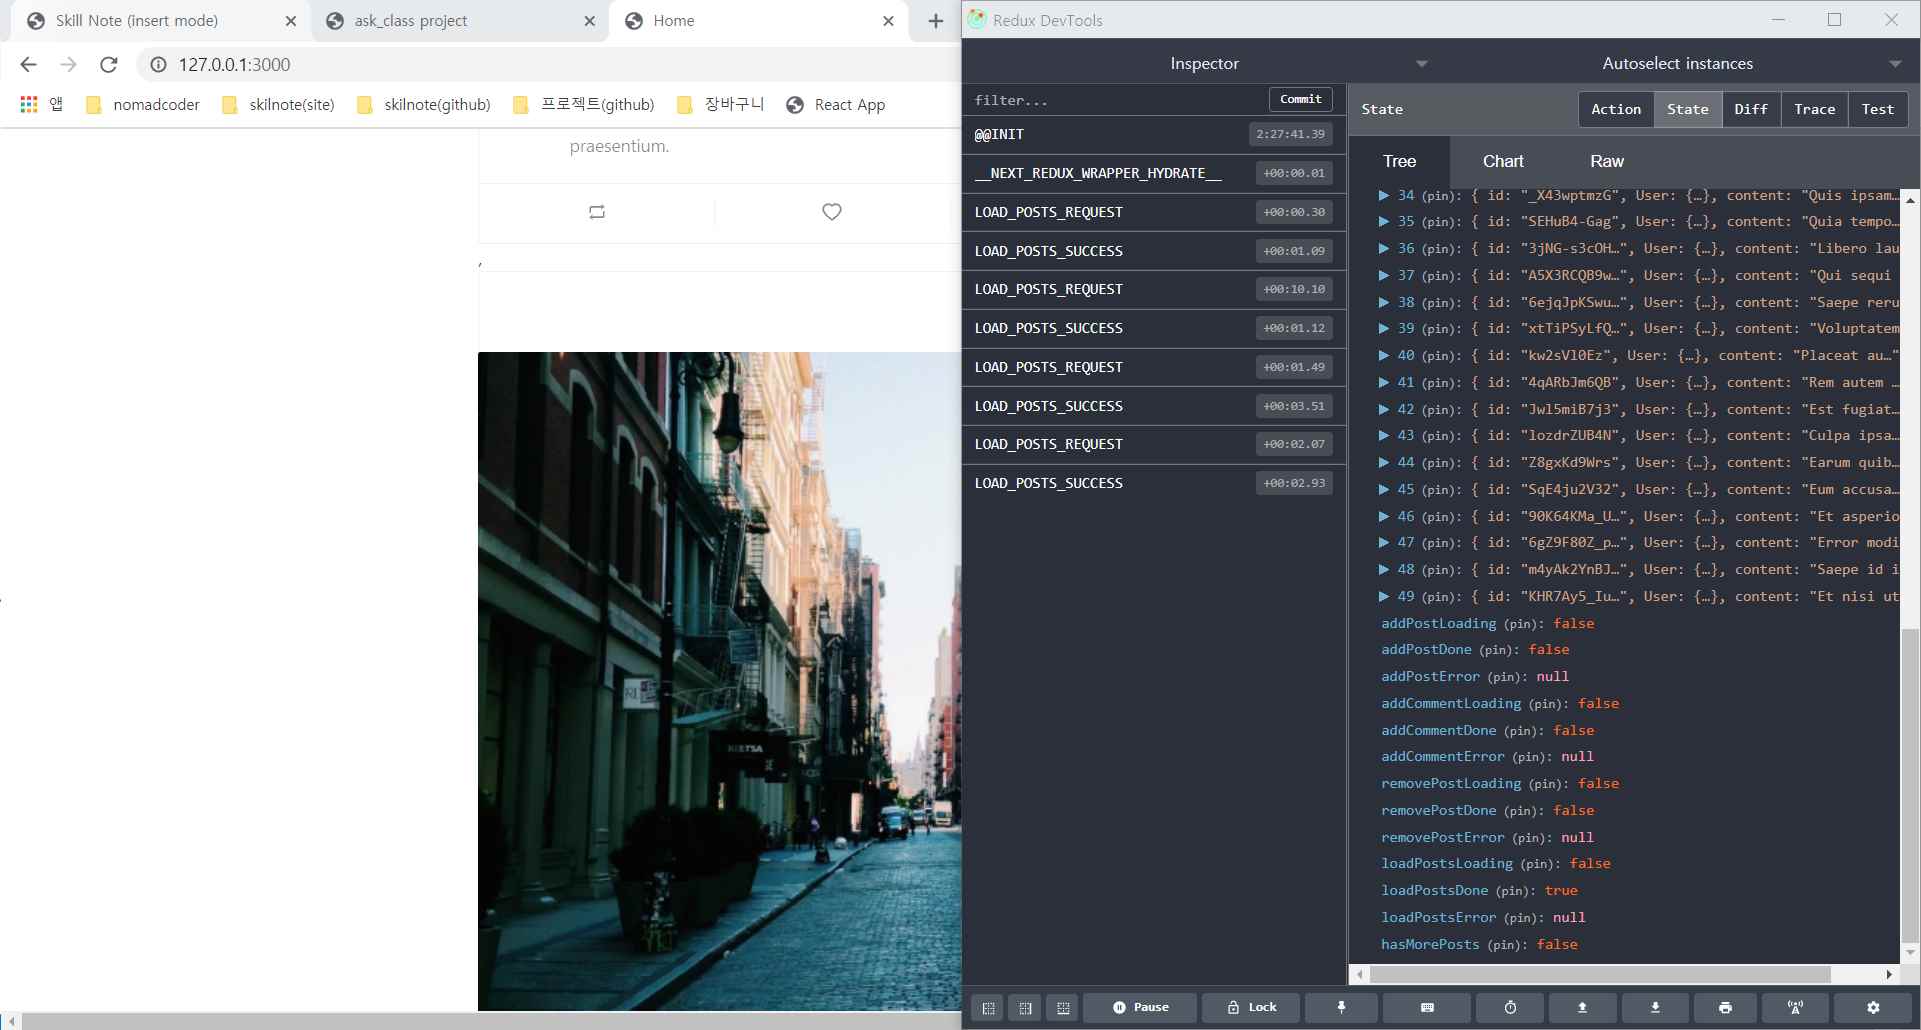 Skill Note (insert mode)
ask_class project
Home
127.0.0.1:3000
앱
nomadcoder
skilnote(site)
skilnote(github)
프로젝트(github)
장바구니
React App
praesentium.
,
Redux DevTools
Inspector
Autoselect instances
filter...
Commit
@@INIT 2:27:41.39
__NEXT_REDUX_WRAPPER_HYDRATE__ +00:00.01
LOAD_POSTS_REQUEST +00:00.30
LOAD_POSTS_SUCCESS +00:01.09
LOAD_POSTS_REQUEST +00:10.10
LOAD_POSTS_SUCCESS +00:01.12
LOAD_POSTS_REQUEST +00:01.49
LOAD_POSTS_SUCCESS +00:03.51
LOAD_POSTS_REQUEST +00:02.07
LOAD_POSTS_SUCCESS +00:02.93
State
Action State Diff Trace Test
Tree Chart Raw
34 (pin): { id: "_X43wptmzG", User: {…}, content: "Quis ipsam…
35 (pin): { id: "SEHuB4-Gag", User: {…}, content: "Quia tempo…
36 (pin): { id: "3jNG-s3cOH…", User: {…}, content: "Libero lau
37 (pin): { id: "A5X3RCQB9w…", User: {…}, content: "Qui sequi
38 (pin): { id: "6ejqJpKSwu…", User: {…}, content: "Saepe reru
39 (pin): { id: "xtTiPSyLfQ…", User: {…}, content: "Voluptatem
40 (pin): { id: "kw2sVl0Ez", User: {…}, content: "Placeat au…"
41 (pin): { id: "4qARbJm6QB", User: {…}, content: "Rem autem …
42 (pin): { id: "Jwl5miB7j3", User: {…}, content: "Est fugiat…
43 (pin): { id: "lozdrZUB4N", User: {…}, content: "Culpa ipsa…
44 (pin): { id: "Z8gxKd9Wrs", User: {…}, content: "Earum quib…
45 (pin): { id: "SqE4ju2V32", User: {…}, content: "Eum accusa…
46 (pin): { id: "90K64KMa_U…", User: {…}, content: "Et asperio
47 (pin): { id: "6gZ9F80Z_p…", User: {…}, content: "Error modi
48 (pin): { id: "m4yAk2YnBJ…", User: {…}, content: "Saepe id i
49 (pin): { id: "KHR7Ay5_Iu…", User: {…}, content: "Et nisi ut
addPostLoading (pin): false
addPostDone (pin): false
addPostError (pin): null
addCommentLoading (pin): false
addCommentDone (pin): false
addCommentError (pin): null
removePostLoading (pin): false
removePostDone (pin): false
removePostError (pin): null
loadPostsLoading (pin): false
loadPostsDone (pin): true
loadPostsError (pin): null
hasMorePosts (pin): false
Pause
Lock